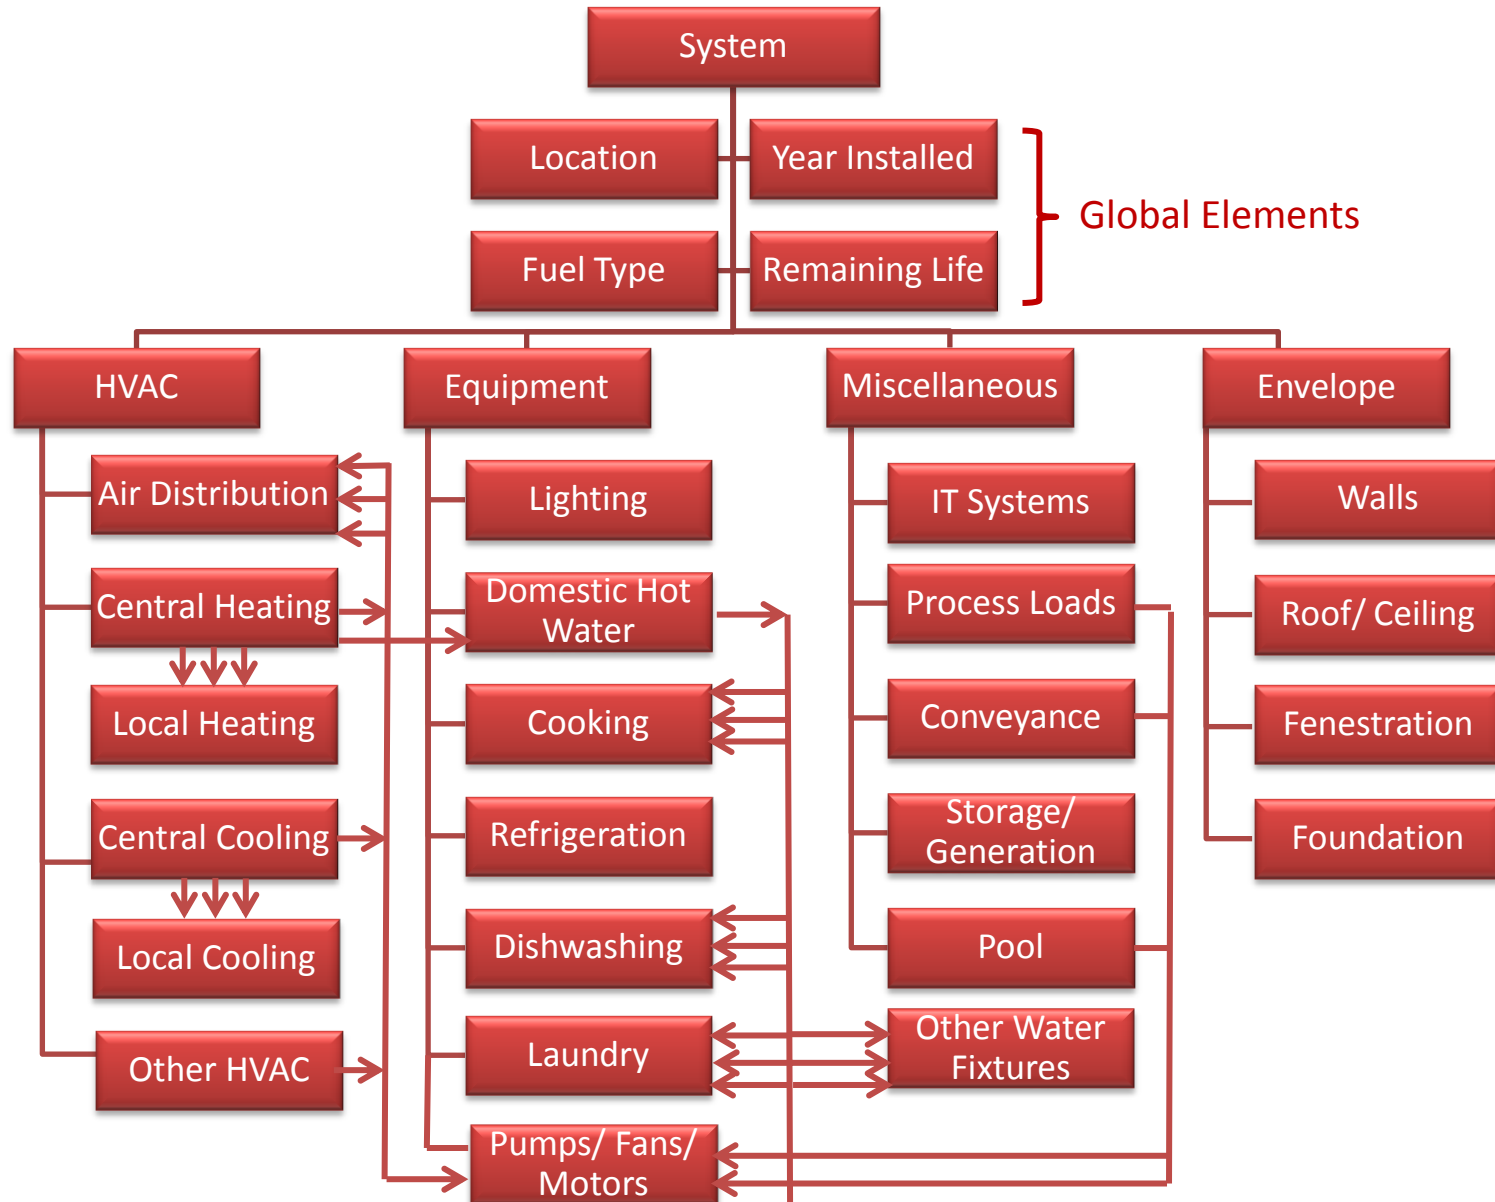 System
Location
Year Installed
Global Elements
Fuel Type
Remaining Life
HVAC
Equipment
Miscellaneous
Envelope
Air Distribution
Central Heating
Local Heating
Central Cooling
Local Cooling
Other HVAC
Lighting
Domestic Hot
Water
Cooking
Refrigeration
Dishwashing
Laundry
Pumps/ Fans/
Motors
IT Systems
Process Loads
Conveyance
Storage/
Generation
Pool
Other Water
Fixtures
Walls
Roof/ Ceiling
Fenestration
Foundation